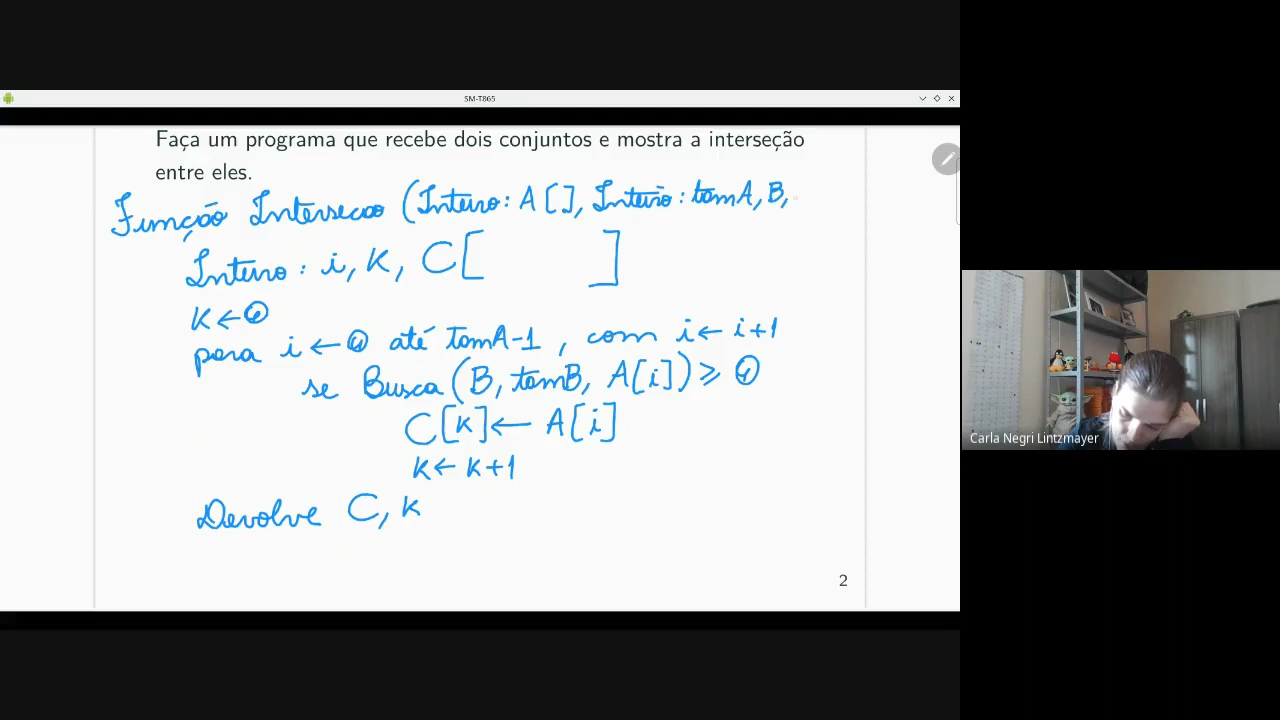 SM-T865
Faça um programa que recebe dois conjuntos e mostra a interseção
entre eles.
Função Intersecao (Inteiro: A[], Inteiro: tamA, B,
Inteiro: i, k, C[ ]
k ← 0
para i ← 0 até tamA-1, com i ← i+1
se Busca(B, tamB, A[i]) ≥ 0
C[k] ← A[i]
k ← k+1
Devolve C, k
2
Carla Negri Lintzmayer